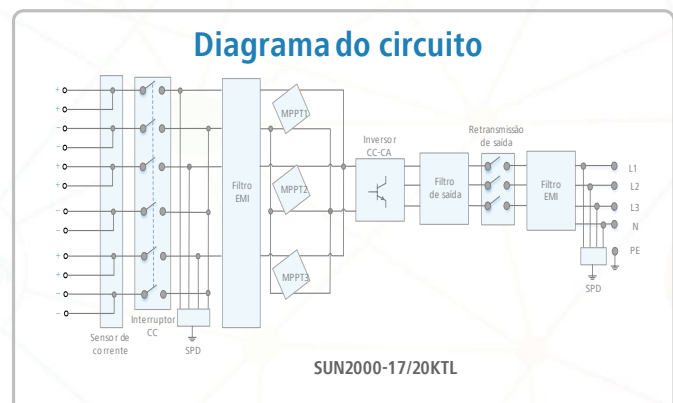 Diagrama do circuito
+
+
−
−
+
+
−
−
+
+
−
−
Sensor de
corrente
Interruptor
CC
SPD
Filtro
EMI
MPPT1
MPPT2
MPPT3
Inversor
CC-CA
Filtro
de saída
Retransmissão
de saída
Filtro
EMI
L1
L2
L3
N
PE
SPD
SUN2000-17/20KTL